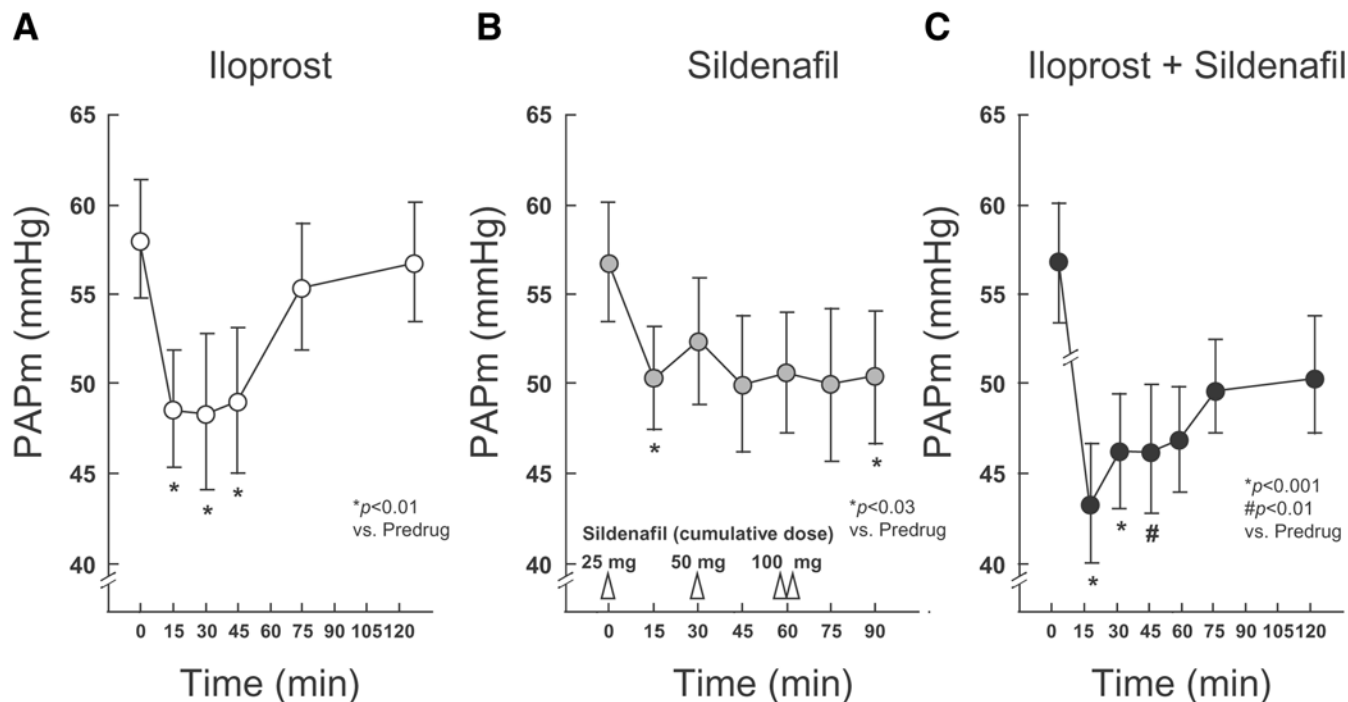 A
Iloprost
PAPm (mmHg)
65
60
55
50
45
40
* * *
*p<0.01
vs. Predrug
0 15 30 45 60 75 90 105 120
Time (min)
B
Sildenafil
PAPm (mmHg)
65
60
55
50
45
40
* *
*p<0.03
vs. Predrug
Sildenafil (cumulative dose)
25 mg 50 mg 100 mg
0 15 30 45 60 75 90
Time (min)
C
Iloprost + Sildenafil
PAPm (mmHg)
65
60
55
50
45
40
* * #
*p<0.001
#p<0.01
vs. Predrug
0 15 30 45 60 75 90 105 120
Time (min)